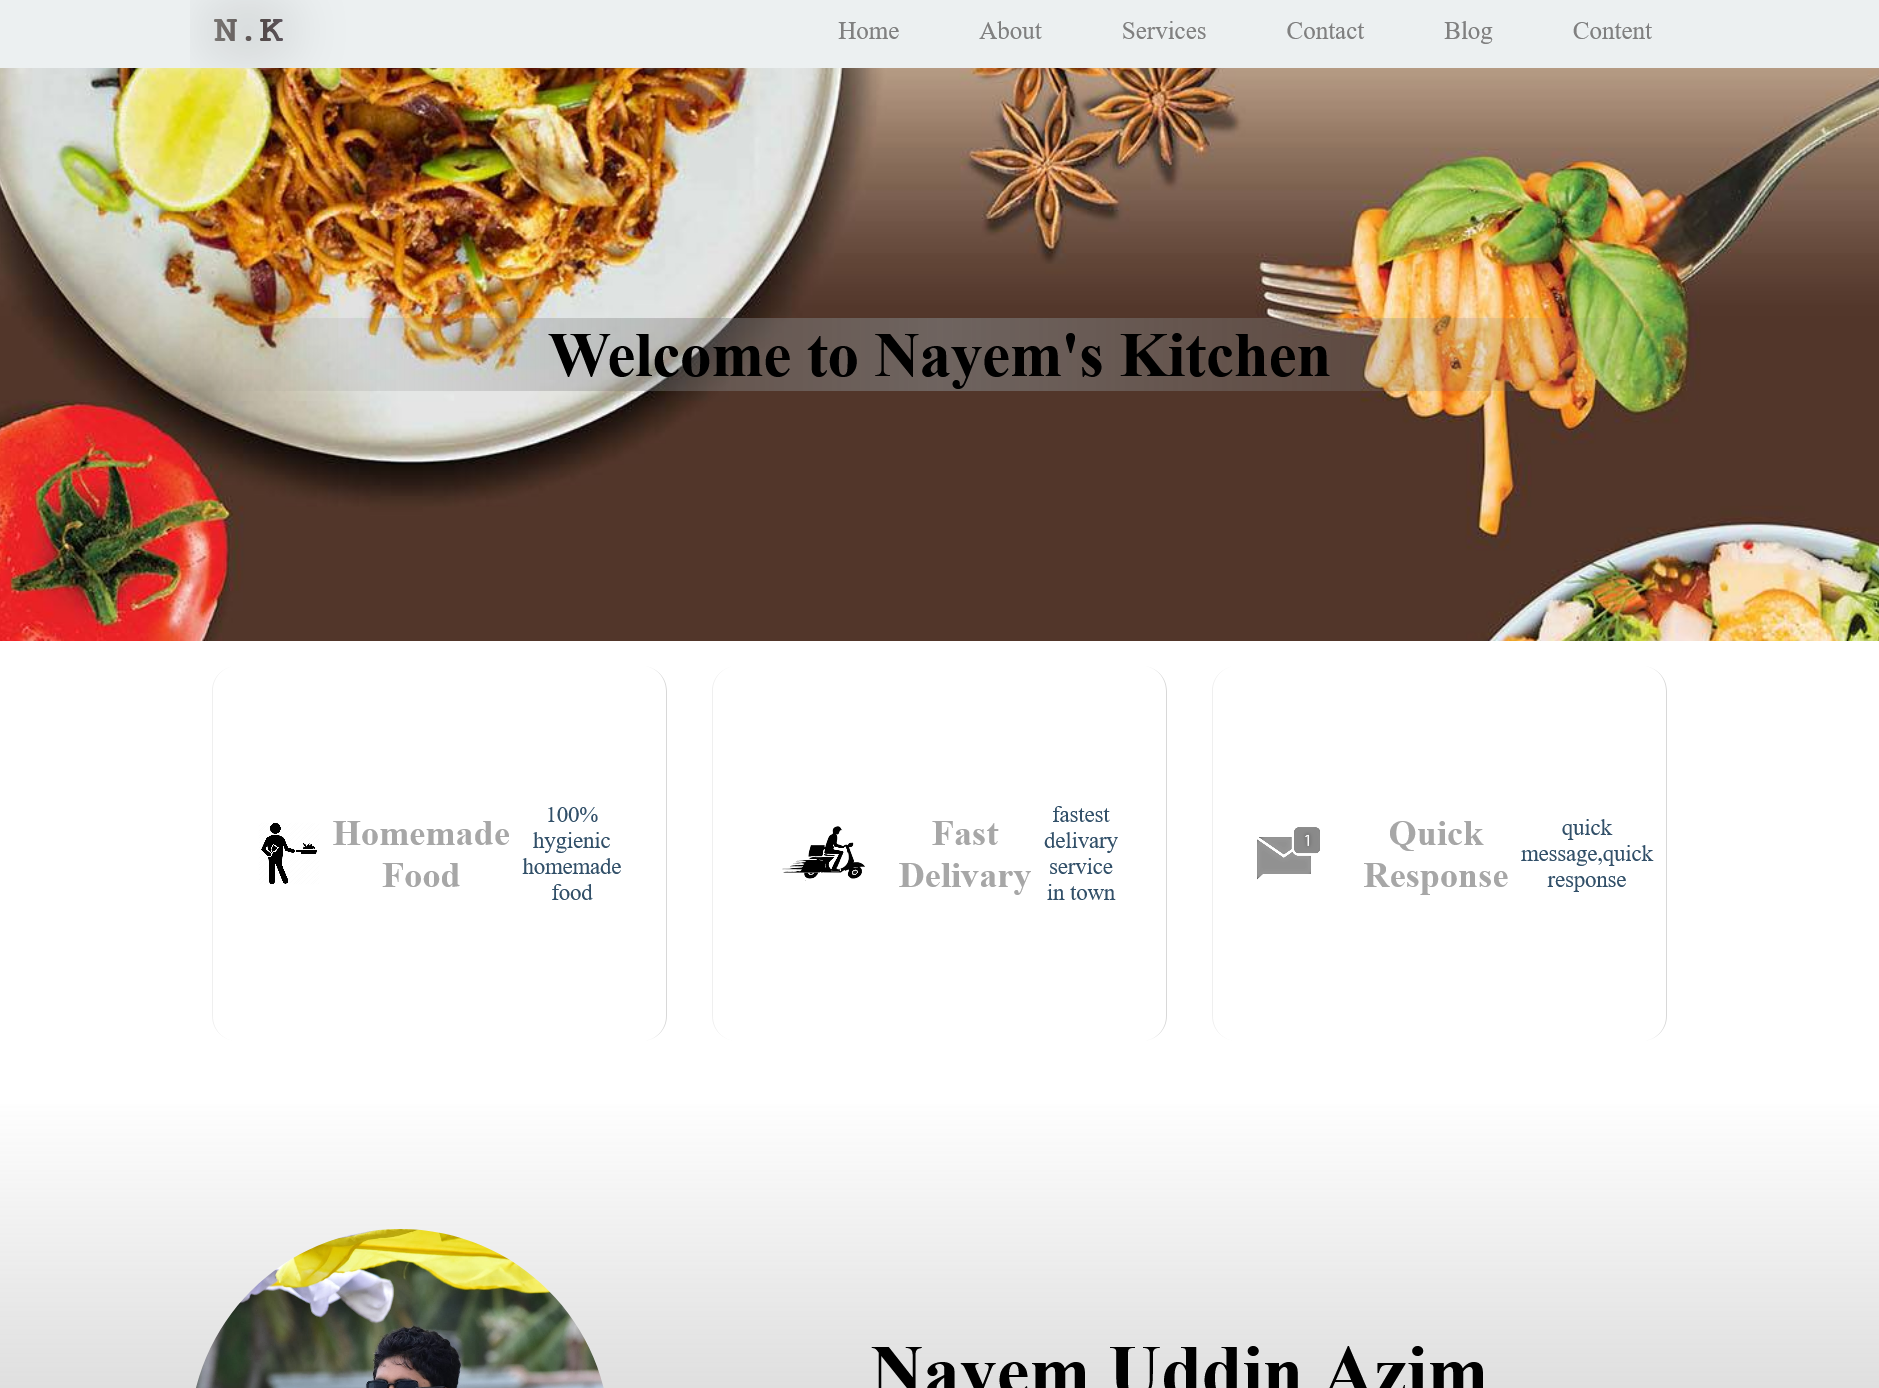 N.K
Home About Services Contact Blog Content
Welcome to Nayem's Kitchen
Homemade
Food
100%
hygienic
homemade
food
Fast
Delivary
fastest
delivary
service
in town
1
Quick
Response
quick
message,quick
response
Nayem Uddin Azim